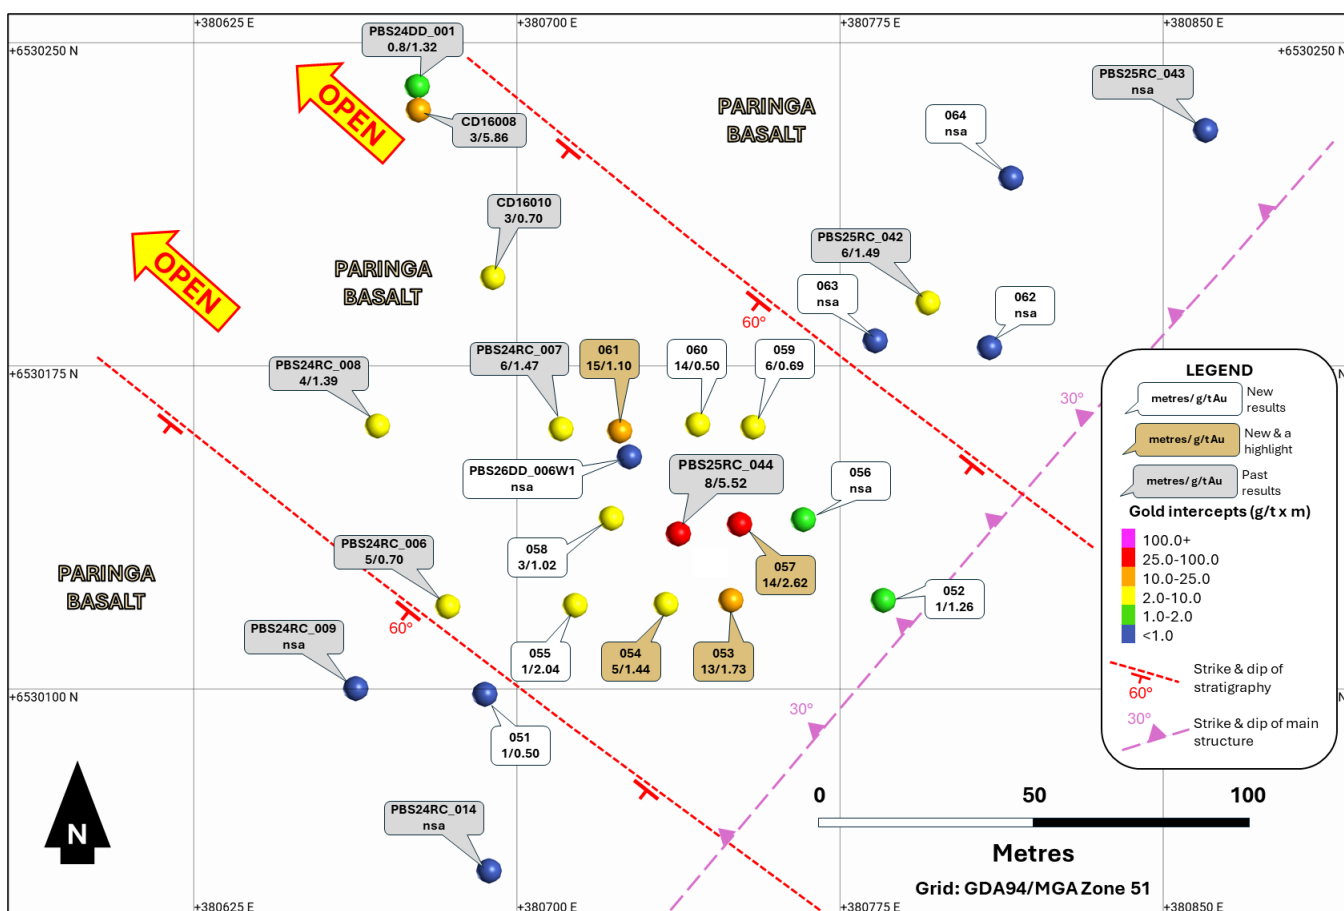 +380625 E
+380700 E
+380775 E
+380850 E
+6530250 N
+6530250 N
PBS24DD_001
0.8/1.32
OPEN
CD16008
3/5.86
PARINGA
BASALT
064
nsa
PBS25RC_043
nsa
CD16010
3/0.70
PBS25RC_042
6/1.49
OPEN
PARINGA
BASALT
063
nsa
062
nsa
60°
+6530175 N
N
PBS24RC_008
4/1.39
PBS24RC_007
6/1.47
061
15/1.10
060
14/0.50
059
6/0.69
30°
PBS26DD_006W1
nsa
PBS25RC_044
8/5.52
056
nsa
058
3/1.02
057
14/2.62
PBS24RC_006
5/0.70
PARINGA
BASALT
052
1/1.26
60°
PBS24RC_009
nsa
055
1/2.04
054
5/1.44
053
13/1.73
+6530100 N
N
30°
051
1/0.50
PBS24RC_014
nsa
N
LEGEND
metres/ g/t Au
New
results
metres/ g/t Au
New & a
highlight
metres/ g/t Au
Past
results
Gold intercepts (g/t x m)
100.0+
25.0-100.0
10.0-25.0
2.0-10.0
1.0-2.0
<1.0
60°
Strike & dip of
stratigraphy
30°
Strike & dip of main
structure
0
50
100
Metres
Grid: GDA94/MGA Zone 51
+380625 E
+380700 E
+380775 E
+380850 E